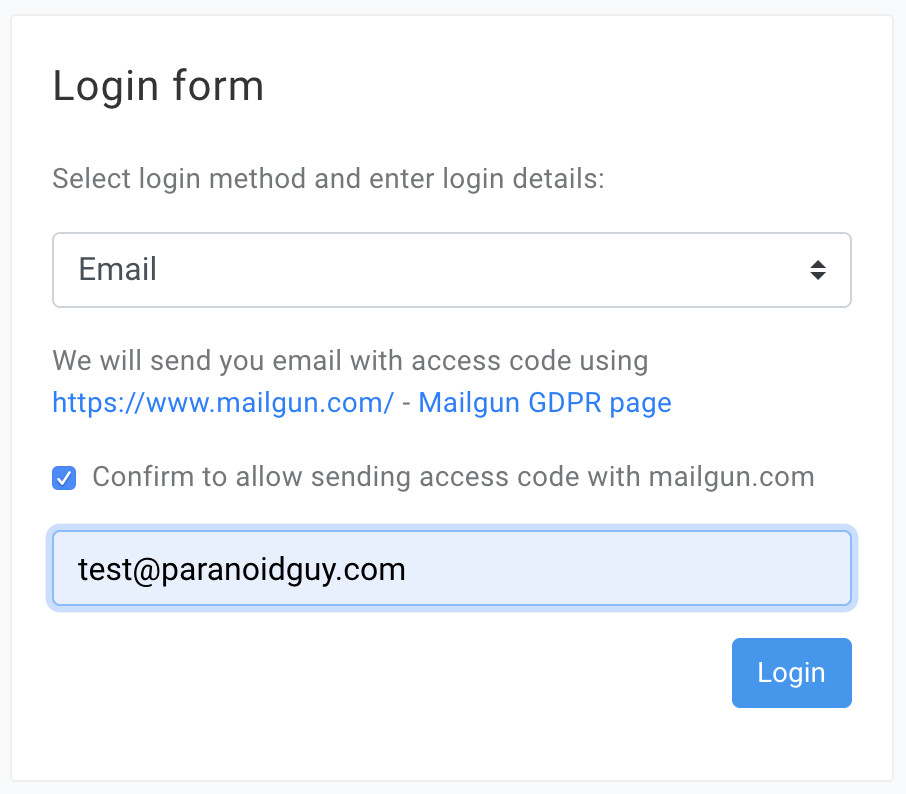 Login form
Select login method and enter login details:
Email
We will send you email with access code using
https://www.mailgun.com/ - Mailgun GDPR page
Confirm to allow sending access code with mailgun.com
test@paranoidguy.com
Login